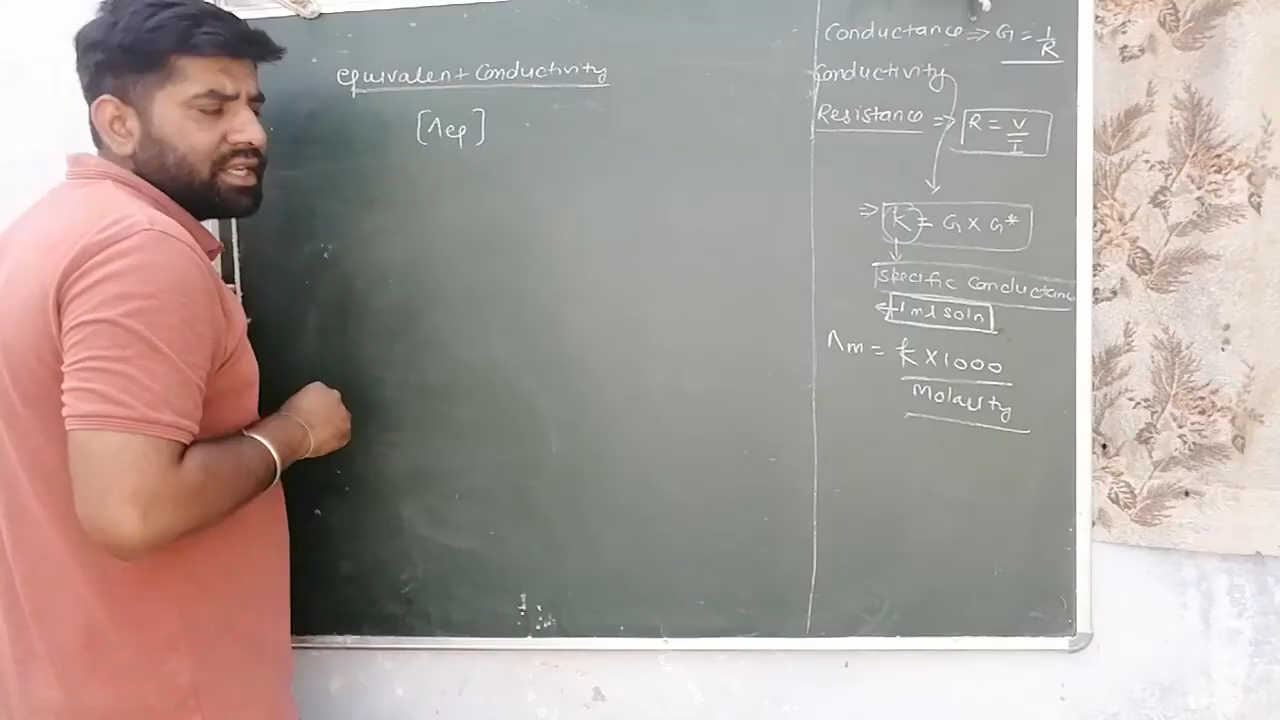 equivalent Conductivity
[Λeq]
Conductance ⇒ G = 1/R
Conductivity
Resistance ⇒ R = V/I
⇒ K = G × G*
Specific Conductance
1 ml soln
Λm = K × 1000
Molarity